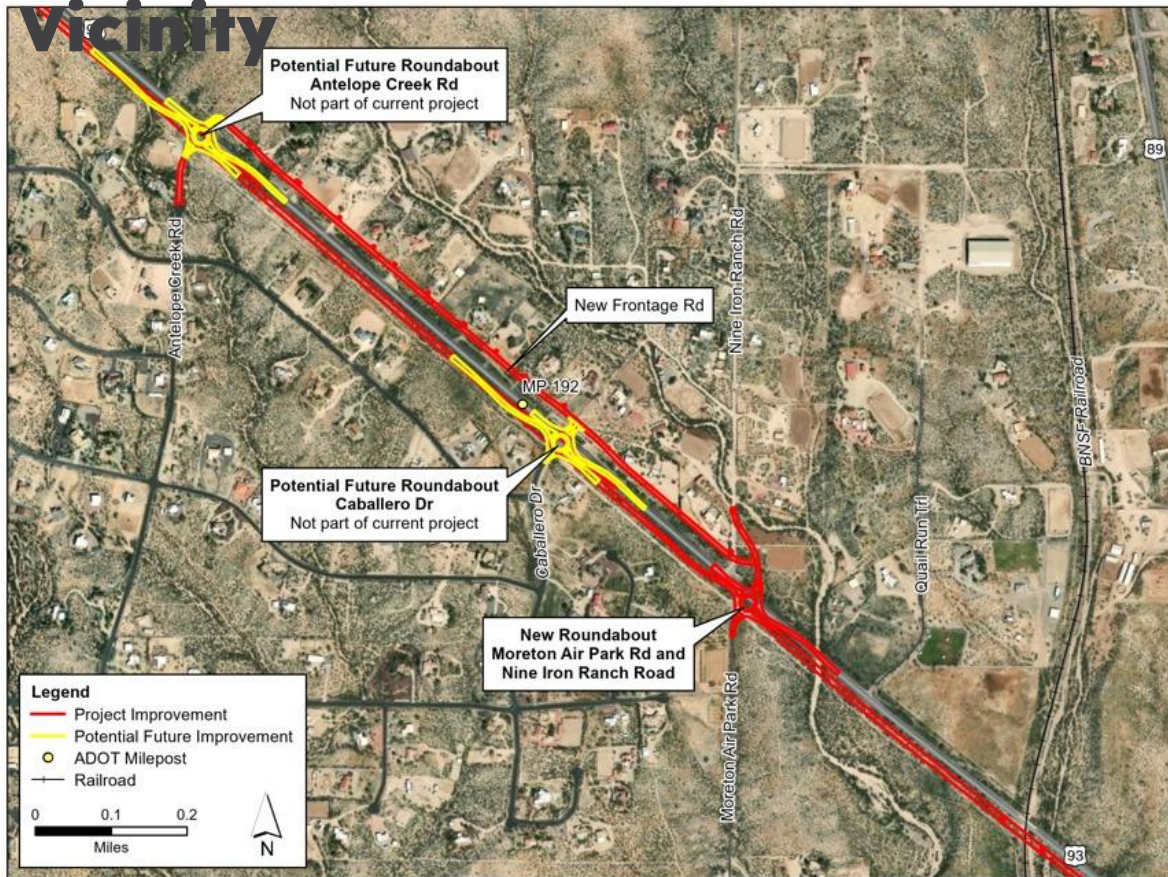 Vicinity
Potential Future Roundabout
Antelope Creek Rd
Not part of current project
89
Antelope Creek Rd
Nine Iron Ranch Rd
New Frontage Rd
MP 192
BNSF Railroad
Potential Future Roundabout
Caballero Dr
Not part of current project
Caballero Dr
Quail Run Trl
New Roundabout
Moreton Air Park Rd and
Nine Iron Ranch Road
Moreton Air Park Rd
Legend
Project Improvement
Potential Future Improvement
ADOT Milepost
Railroad
0 0.1 0.2
Miles
N
93